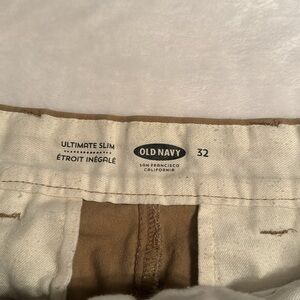 ULTIMATE SLIM
ÉTROIT INÉGALÉ
OLD NAVY
SAN FRANCISCO
CALIFORNIA
32